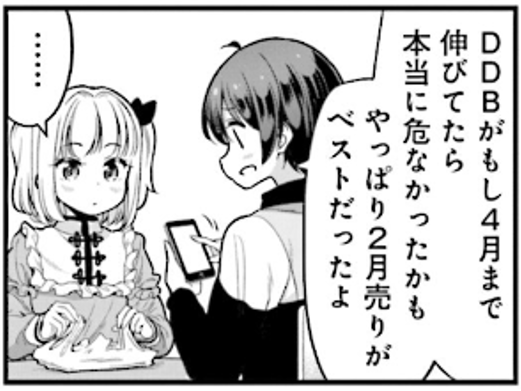 DDBがもし4月まで
伸びてたら
本当に危なかったかも
やっぱり2月売りが
ベストだったよ
……